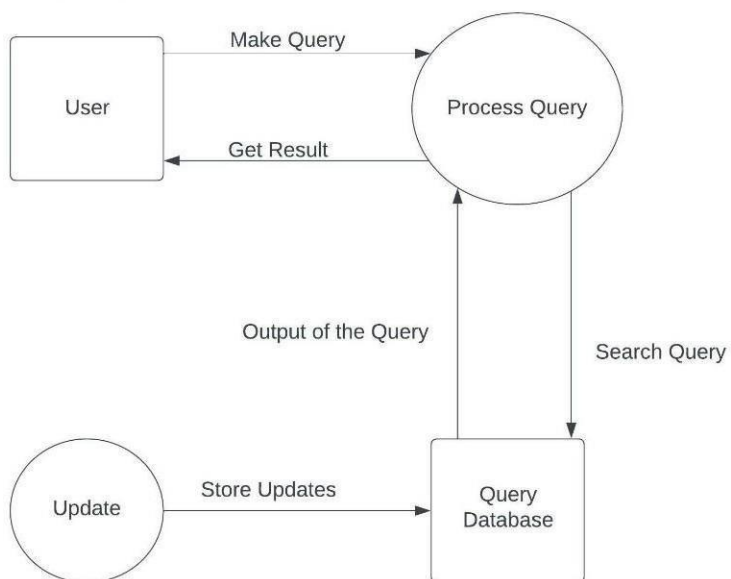 Make Query
User
Process Query
Get Result
Output of the Query
Search Query
Update
Store Updates
Query
Database